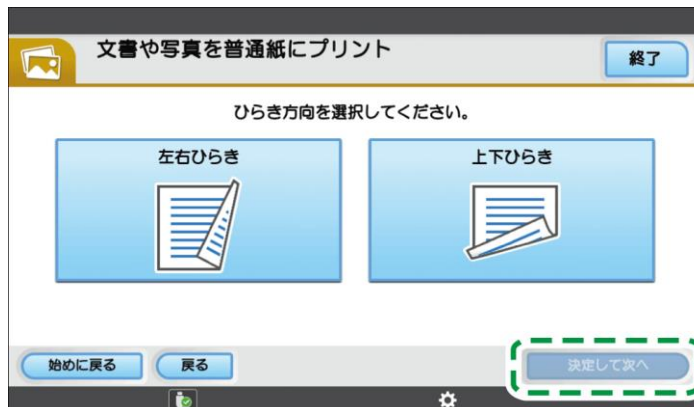 文書や写真を普通紙にプリント
終了
ひらき方向を選択してください。
左右ひらき
上下ひらき
始めに戻る
戻る
決定して次へ